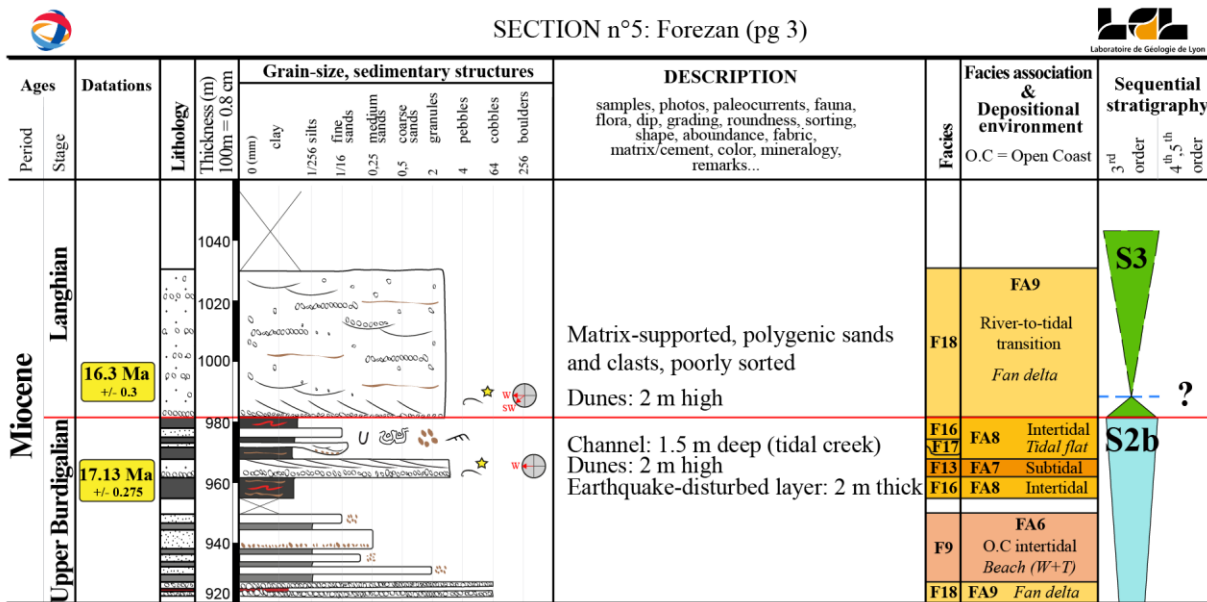 SECTION n°5: Forezan (pg 3)
LGL
Laboratoire de Géologie de Lyon
Ages
Period
Stage
Datations
Lithology
Thickness (m)
100m = 0.8 cm
Grain-size, sedimentary structures
0 (mm)
clay
1/256 silts
1/16 fine sands
0,25 medium sands
0,5 coarse sands
2 granules
4 pebbles
64 cobbles
256 boulders
DESCRIPTION
samples, photos, paleocurrents, fauna,
flora, dip, grading, roundness, sorting,
shape, aboundance, fabric,
matrix/cement, color, mineralogy,
remarks...
Facies
Facies association
&
Depositional
environment
O.C = Open Coast
Sequential
stratigraphy
3rd order
4th,5th order
Miocene
Langhian
Upper Burdigalian
16.3 Ma
+/- 0.3
17.13 Ma
+/- 0.275
1040
1020
1000
980
960
940
920
W
SW
W
Matrix-supported, polygenic sands
and clasts, poorly sorted
Dunes: 2 m high
Channel: 1.5 m deep (tidal creek)
Dunes: 2 m high
Earthquake-disturbed layer: 2 m thick
F18
FA9
River-to-tidal
transition
Fan delta
F16
F17
FA8
Intertidal
Tidal flat
F13 FA7 Subtidal
F16 FA8 Intertidal
F9
FA6
O.C intertidal
Beach (W+T)
F18 FA9 Fan delta
S3
?
S2b